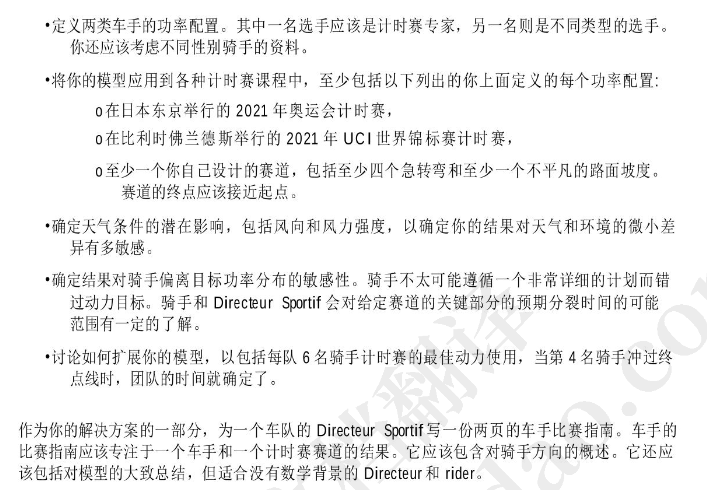 •定义两类车手的功率配置。其中一名选手应该是计时赛专家，另一名则是不同类型的选手。
你还应该考虑不同性别骑手的资料。
•将你的模型应用到各种计时赛课程中，至少包括以下列出的你上面定义的每个功率配置:
o在日本东京举行的 2021 年奥运会计时赛，
o在比利时佛兰德斯举行的 2021 年 UCI 世界锦标赛计时赛，
o至少一个你自己设计的赛道，包括至少四个急转弯和至少一个不平凡的路面坡度。
赛道的终点应该接近起点。
•确定天气条件的潜在影响，包括风向和风力强度，以确定你的结果对天气和环境的微小差
异有多敏感。
•确定结果对骑手偏离目标功率分布的敏感性。骑手不太可能遵循一个非常详细的计划而错
过动力目标。骑手和 Directeur Sportif 会对给定赛道的关键部分的预期分裂时间的可能
范围有一定的了解。
•讨论如何扩展你的模型，以包括每队 6 名骑手计时赛的最佳动力使用，当第 4 名骑手冲过终
点线时，团队的时间就确定了。
作为你的解决方案的一部分，为一个车队的 Directeur Sportif 写一份两页的车手比赛指南。车手的
比赛指南应该专注于一个车手和一个计时赛赛道的结果。它应该包含对骑手方向的概述。它还应
该包括对模型的大致总结，但适合没有数学背景的 Directeur 和 rider。